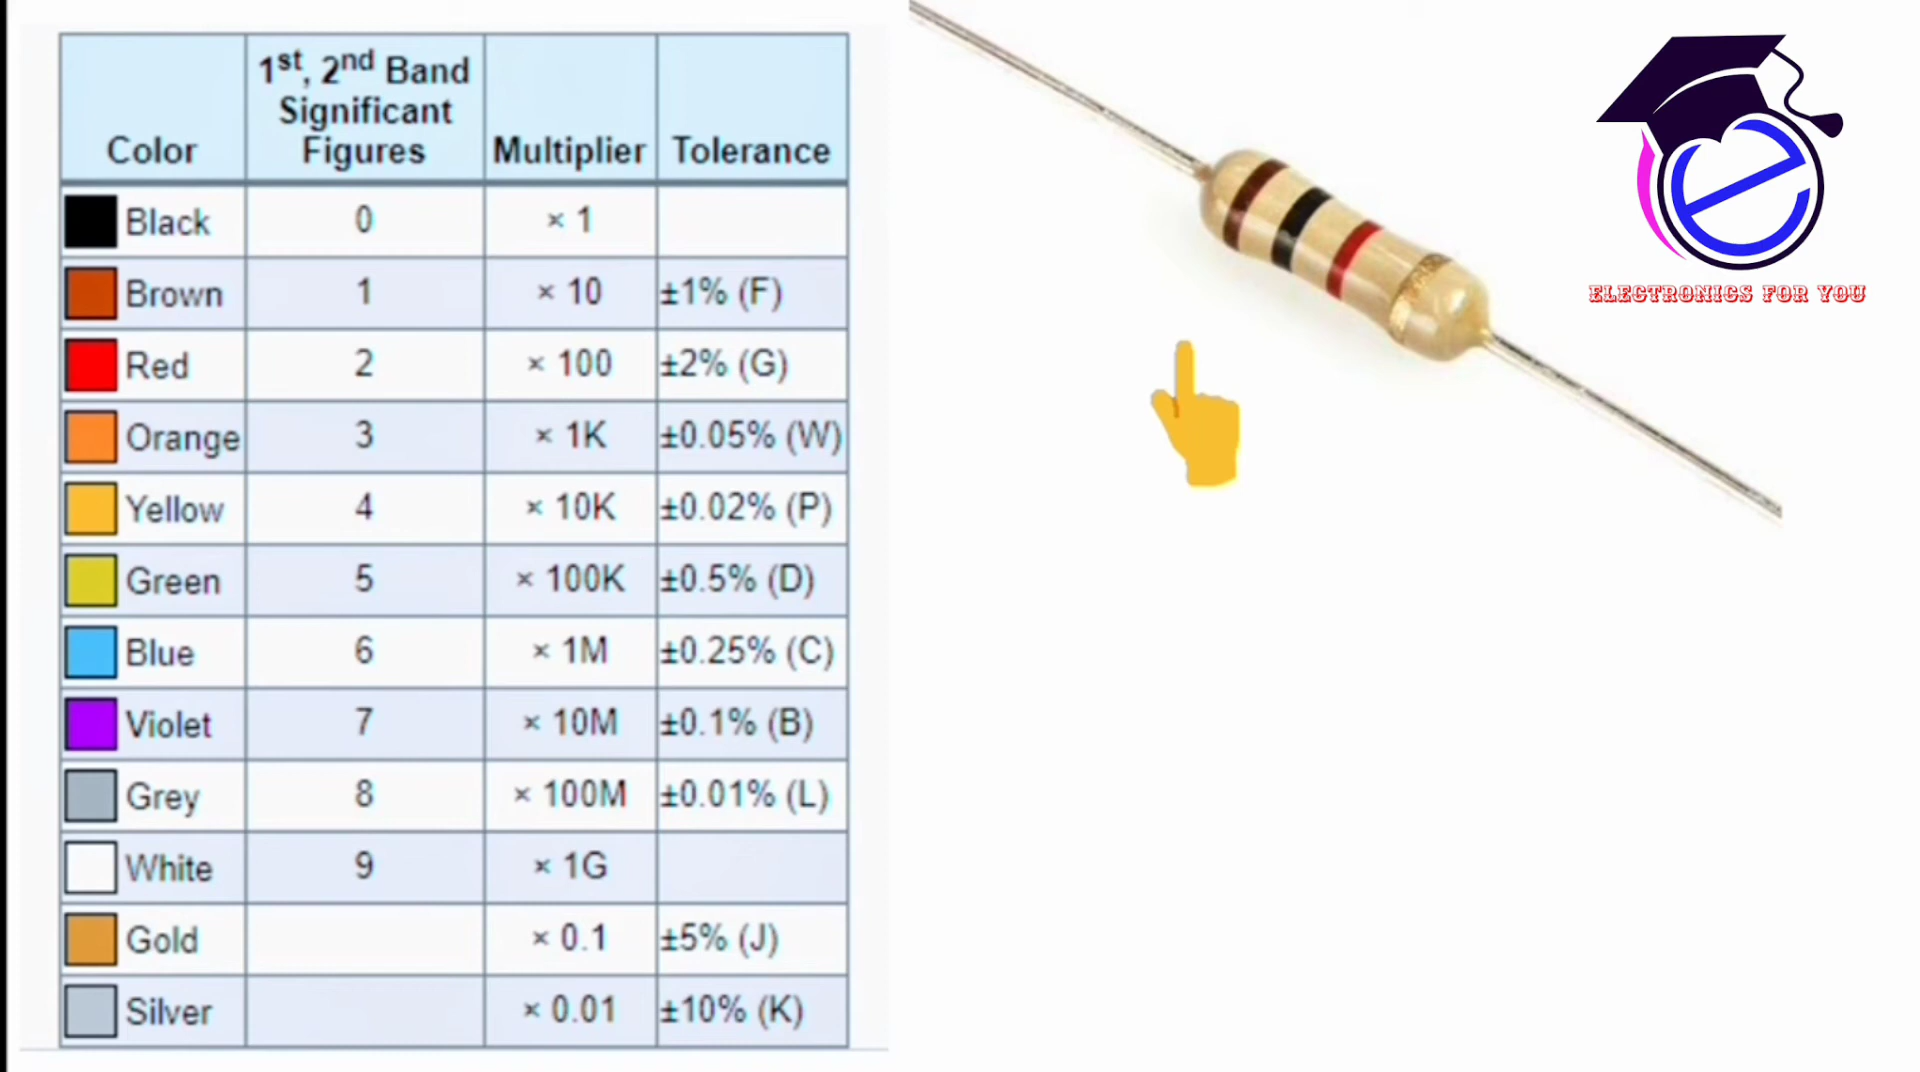 Color 1st, 2nd Band Significant Figures Multiplier Tolerance
Black 0 × 1
Brown 1 × 10 ±1% (F)
Red 2 × 100 ±2% (G)
Orange 3 × 1K ±0.05% (W)
Yellow 4 × 10K ±0.02% (P)
Green 5 × 100K ±0.5% (D)
Blue 6 × 1M ±0.25% (C)
Violet 7 × 10M ±0.1% (B)
Grey 8 × 100M ±0.01% (L)
White 9 × 1G
Gold × 0.1 ±5% (J)
Silver × 0.01 ±10% (K)
ELECTRONICS FOR YOU